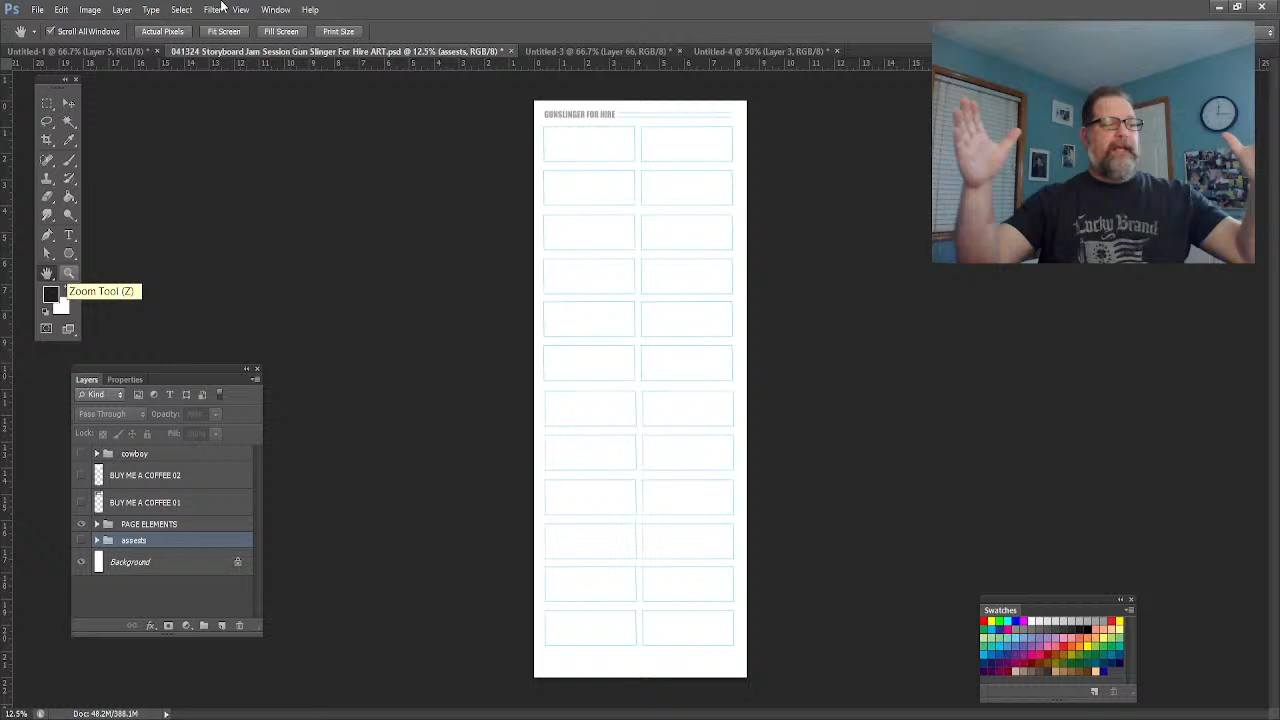 Ps File Edit Image Layer Type Select Filter View Window Help
Scroll All Windows Actual Pixels Fit Screen Fill Screen Print Size
Untitled-1 @ 66.7% (Layer 5, RGB/8) * × 041324 Storyboard Jam Session Gun Slinger For Hire ART.psd @ 12.5% (assests, RGB/8*) * × Untitled-3 @ 66.7% (Layer 66, RGB/8) * × Untitled-4 @ 50% (Layer 3, RGB/8) * ×
GUNSLINGER FOR HIRE
Lucky Brand
Zoom Tool (Z)
Layers Properties
Kind
Pass Through Opacity:
Lock: Fill:
cowboy
BUY ME A COFFEE 02
BUY ME A COFFEE 01
PAGE ELEMENTS
assests
Background
fx
Swatches
12.5% Doc: 48.2M/388.1M